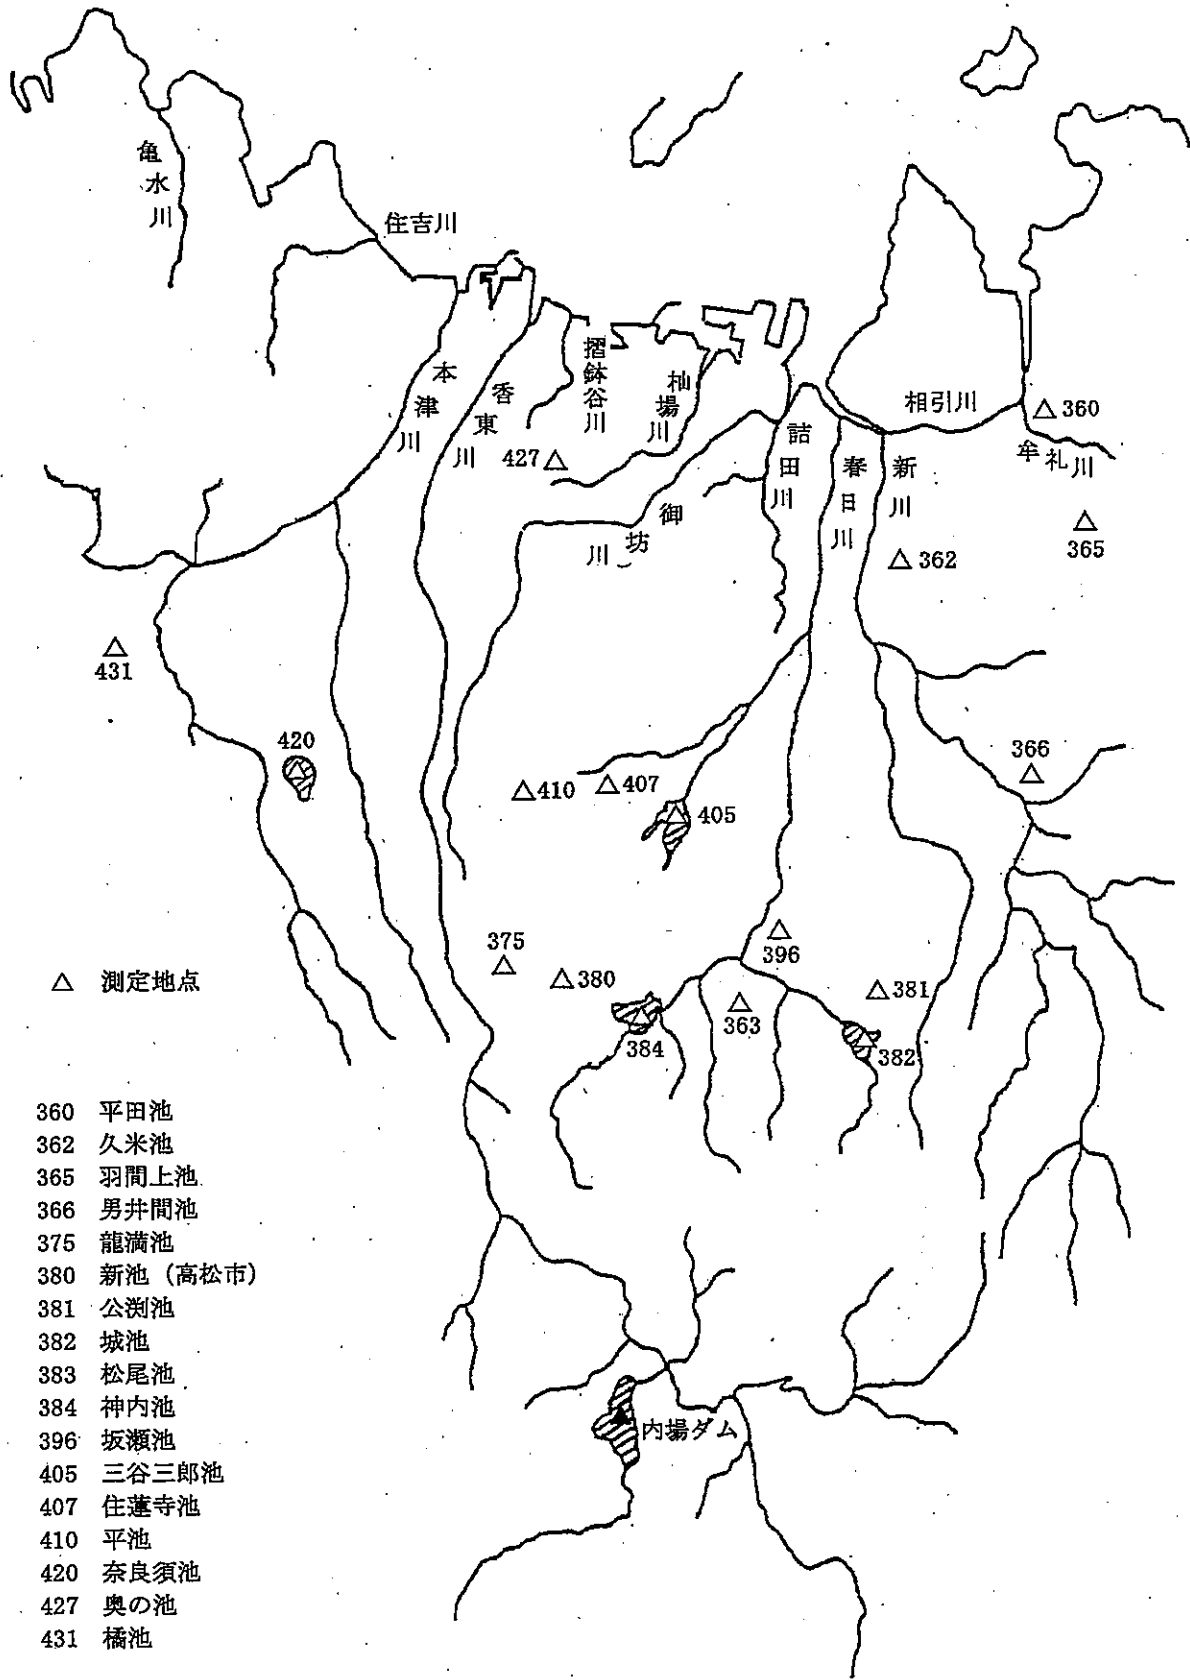 亀水川
住吉川
本津川
香東川
摺鉢谷川
杣場川
御坊川
詰田川
春日川
新川
相引川
牟礼川
360
427
362
365
431
420
366
410
407
405
375
380
396
381
363
384
382
内場ダム
△ 測定地点
360 平田池
362 久米池
365 羽間上池
366 男井間池
375 龍満池
380 新池（高松市）
381 公渕池
382 城池
383 松尾池
384 神内池
396 坂瀬池
405 三谷三郎池
407 住蓮寺池
410 平池
420 奈良須池
427 奥の池
431 橘池